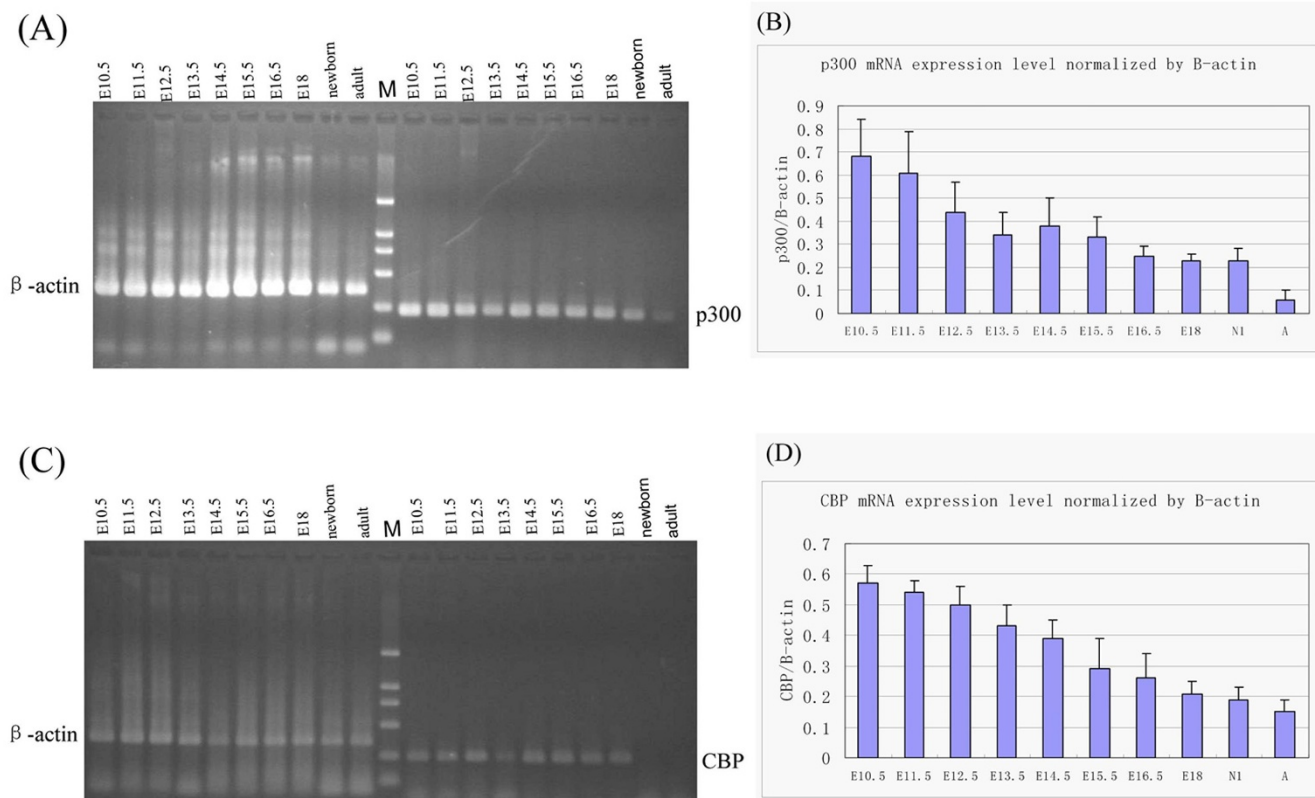 (A)
E10.5 E11.5 E12.5 E13.5 E14.5 E15.5 E16.5 E18 newborn adult M E10.5 E11.5 E12.5 E13.5 E14.5 E15.5 E16.5 E18 newborn adult
β-actin
p300
(B)
p300 mRNA expression level normalized by B-actin
p300/B-actin
0.9
0.8
0.7
0.6
0.5
0.4
0.3
0.2
0.1
0
E10.5 E11.5 E12.5 E13.5 E14.5 E15.5 E16.5 E18 N1 A
(C)
E10.5 E11.5 E12.5 E13.5 E14.5 E15.5 E16.5 E18 newborn adult M E10.5 E11.5 E12.5 E13.5 E14.5 E15.5 E16.5 E18 newborn adult
β-actin
CBP
(D)
CBP mRNA expression level normalized by B-actin
CBP/B-actin
0.7
0.6
0.5
0.4
0.3
0.2
0.1
0
E10.5 E11.5 E12.5 E13.5 E14.5 E15.5 E16.5 E18 N1 A